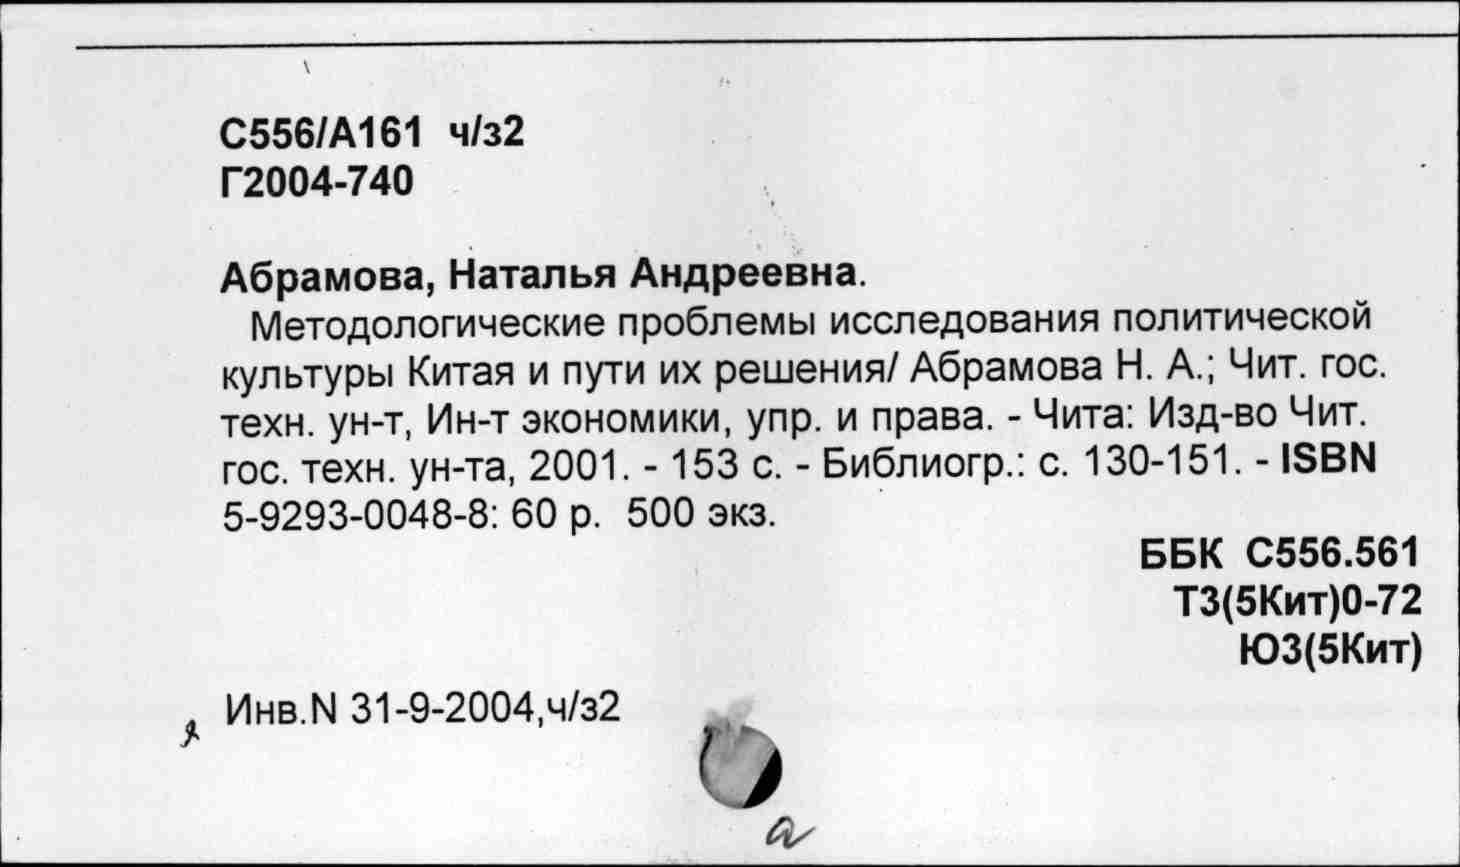 С556/А161 ч/з2
Г2004-740
Абрамова, Наталья Андреевна.
Методологические проблемы исследования политической
культуры Китая и пути их решения/ Абрамова Н. А.; Чит. гос.
техн. ун-т, Ин-т экономики, упр. и права. - Чита: Изд-во Чит.
гос. техн. ун-та, 2001. - 153 с. - Библиогр.: с. 130-151. - ISBN
5-9293-0048-8: 60 р. 500 экз.
ББК С556.561
Т3(5Кит)0-72
Ю3(5Кит)
Инв.N 31-9-2004,ч/з2
а